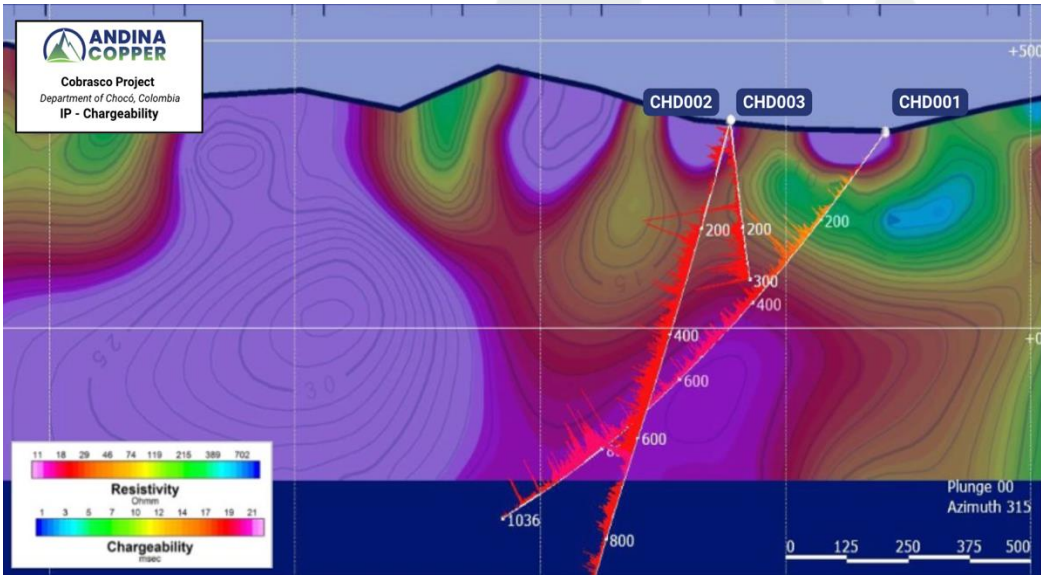 ANDINA
COPPER
Cobrasco Project
Department of Chocó, Colombia
IP - Chargeability
+500
CHD002
CHD003
CHD001
200
200
200
15
300
400
+0
400
25
30
600
600
1036
800
11 18 29 46 74 119 215 389 702
Resistivity
Ohmm
1 3 5 7 10 12 14 17 19 21
Chargeability
msec
Plunge 00
Azimuth 315
0 125 250 375 500